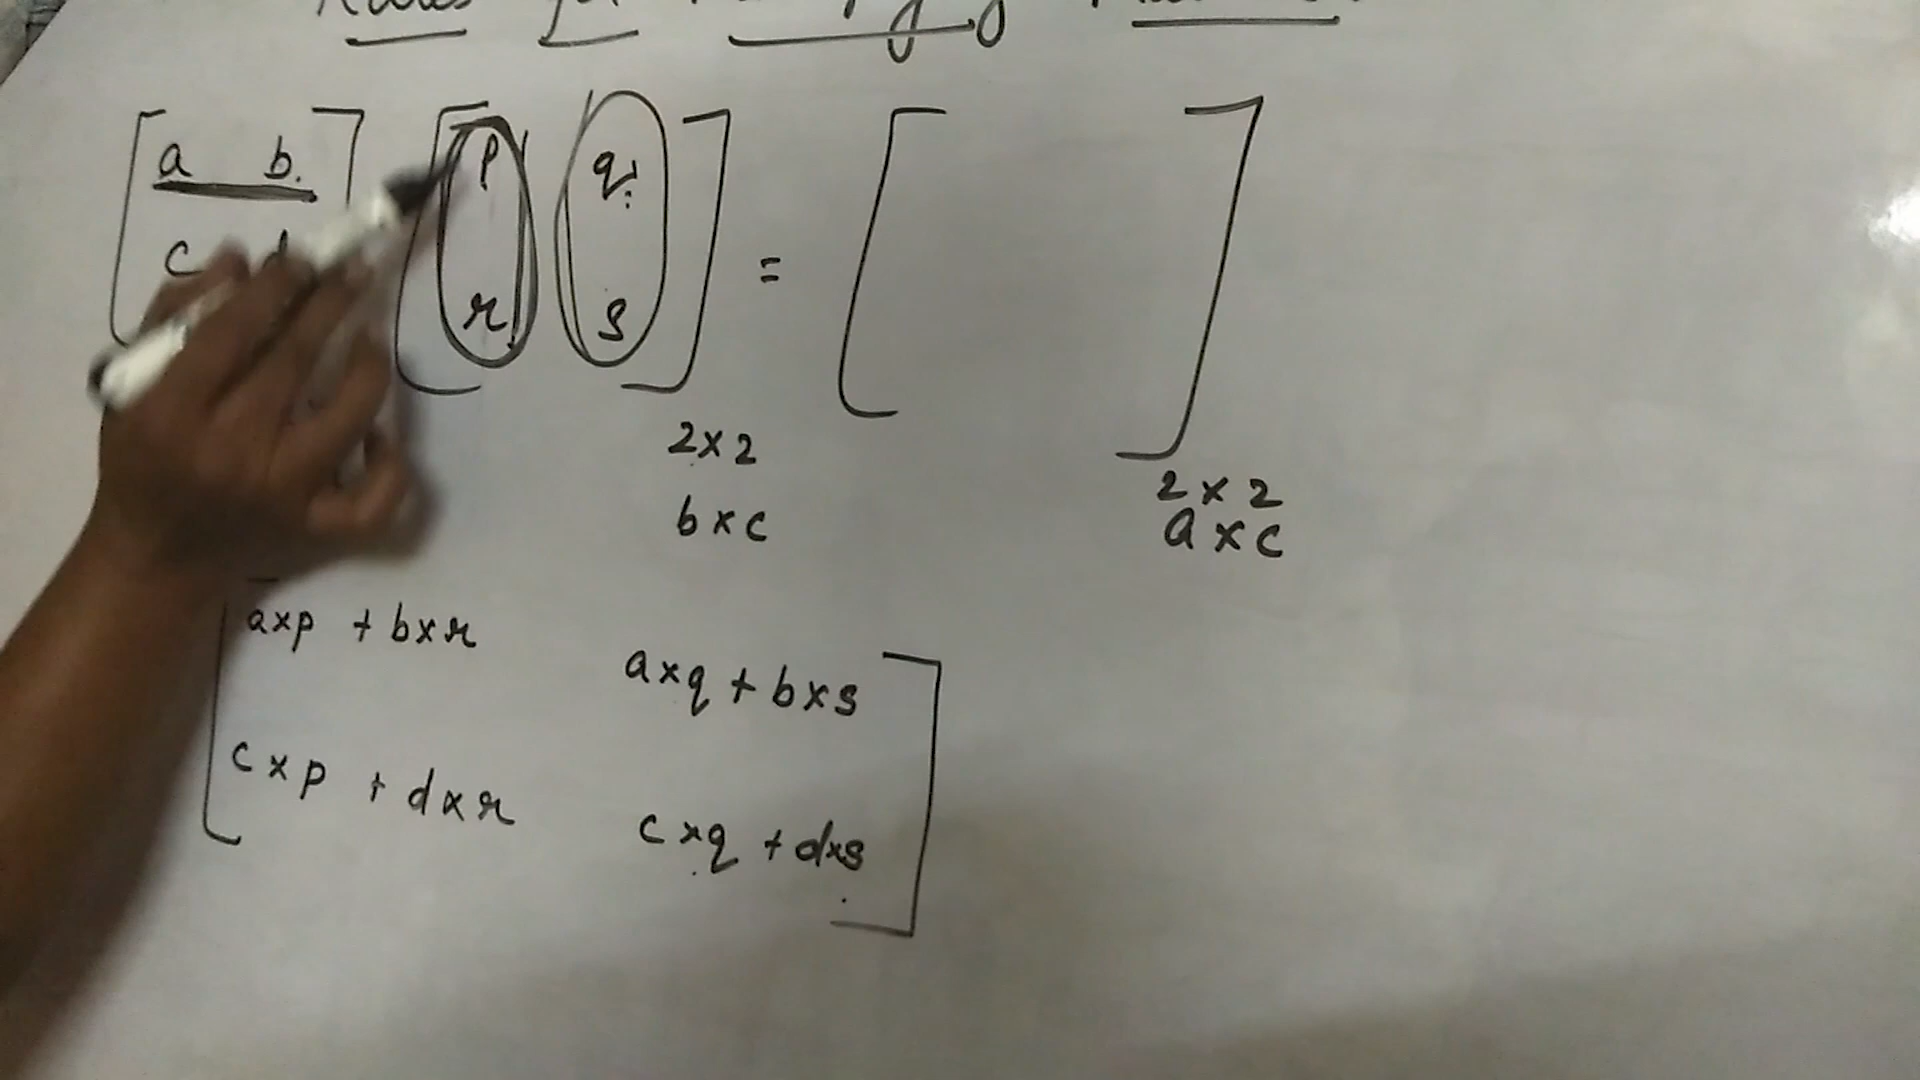 a b. p q
c d r s =
2 x 2
b x c
2 x 2
a x c
a x p + b x r
a x q + b x s
c x p + d x r
c x q + d x s